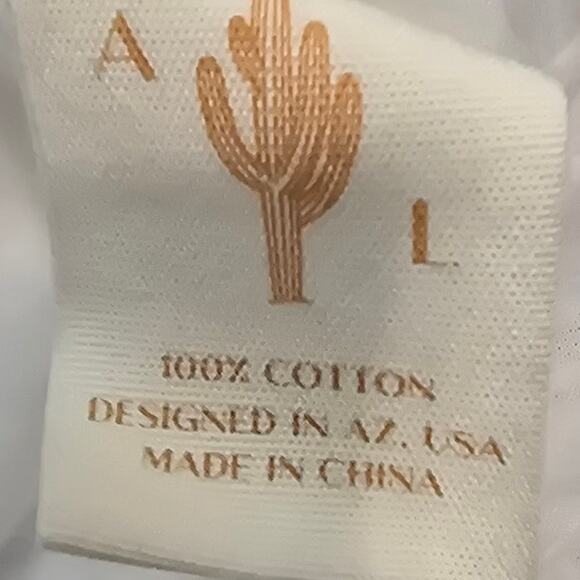 A
L
100% COTTON
DESIGNED IN AZ, USA
MADE IN CHINA